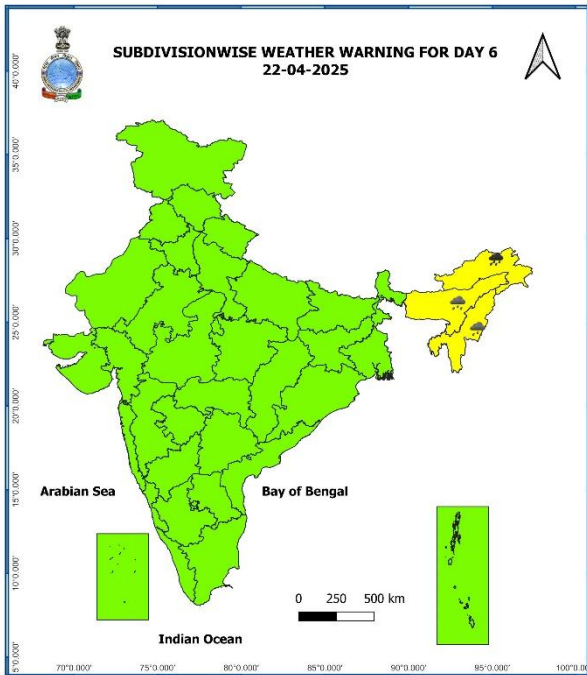 SUBDIVISIONWISE WEATHER WARNING FOR DAY 6
22-04-2025
40°0.000'
35°0.000'
30°0.000'
25°0.000'
20°0.000'
15°0.000'
10°0.000'
5°0.000'
Arabian Sea
Bay of Bengal
0 250 500 km
Indian Ocean
70°0.000' 75°0.000' 80°0.000' 85°0.000' 90°0.000' 95°0.000' 100°0.0